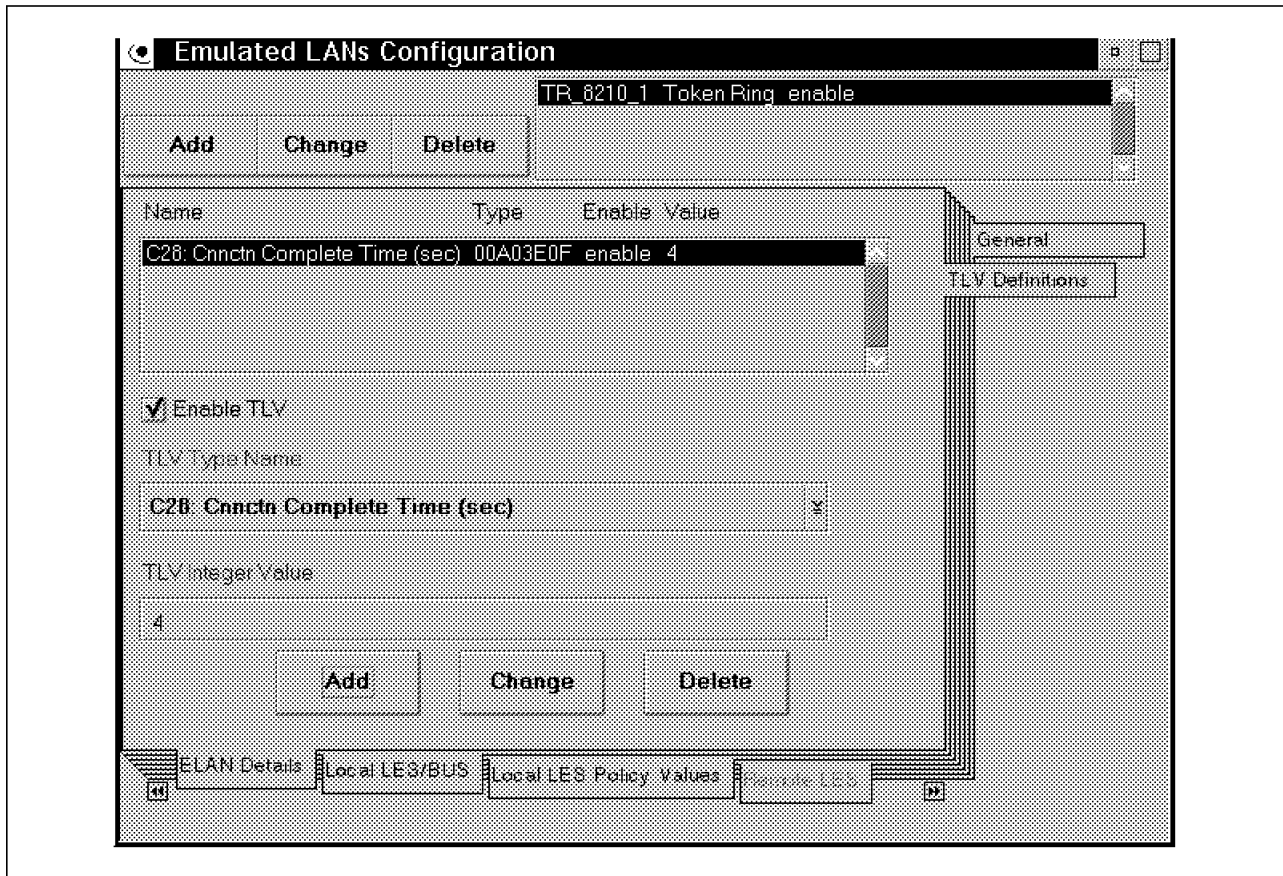 Emulated LANs Configuration
TR_8210_1 Token Ring enable
Add Change Delete
Name Type Enable Value
C28: Cnnctn Complete Time (sec) 00A03E0F enable 4
General
TLV Definitions
Enable TLV
TLV Type Name
C28: Cnnctn Complete Time (sec)
TLV Integer Value
4
Add Change Delete
ELAN Details Local LES/BUS Local LES Policy Values Remote LES